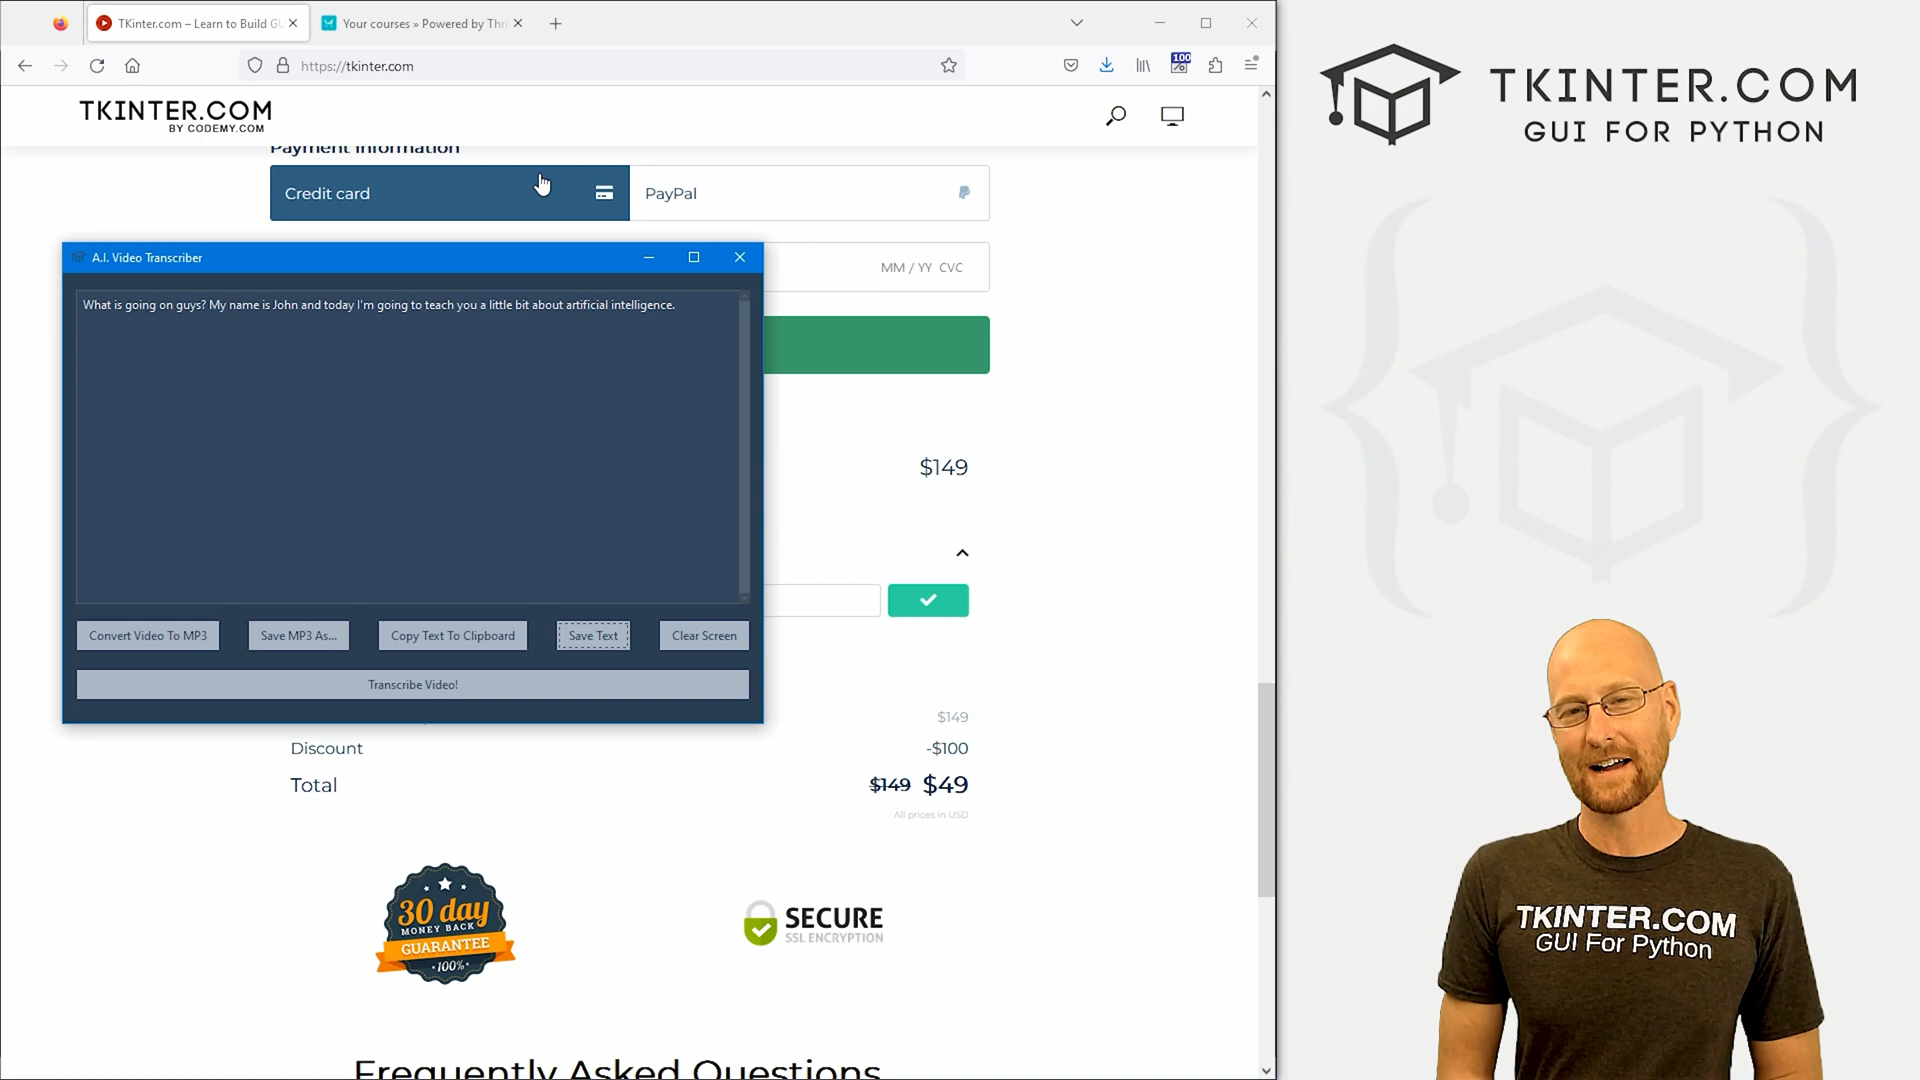 TKinter.com – Learn to Build GU
Your courses » Powered by Thri
https://tkinter.com
100
TKINTER.COM
BY CODEMY.COM
Payment Information
Credit card
PayPal
MM / YY CVC
A.I. Video Transcriber
What is going on guys? My name is John and today I'm going to teach you a little bit about artificial intelligence.
Convert Video To MP3
Save MP3 As...
Copy Text To Clipboard
Save Text
Clear Screen
Transcribe Video!
$149
$149
Discount
-$100
Total
$149 $49
All prices in USD
30 day
MONEY BACK
GUARANTEE
100%
SECURE
SSL ENCRYPTION
Frequently Asked Questions
TKINTER.COM
GUI FOR PYTHON
TKINTER.COM
GUI For Python